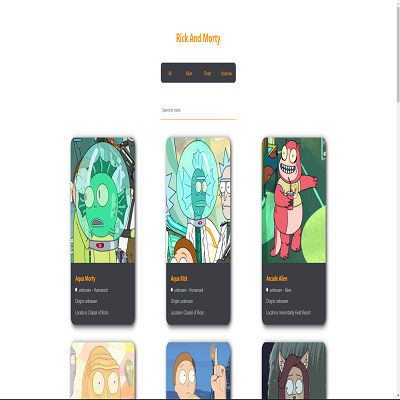 Rick And Morty
All Alive Dead Unknown
Search by name
Aqua Morty
unknown - Humanoid
Origin: unknown
Location: Citadel of Ricks
Aqua Rick
unknown - Humanoid
Origin: unknown
Location: Citadel of Ricks
Arcade Alien
unknown - Alien
Origin: unknown
Location: Immortality Field Resort